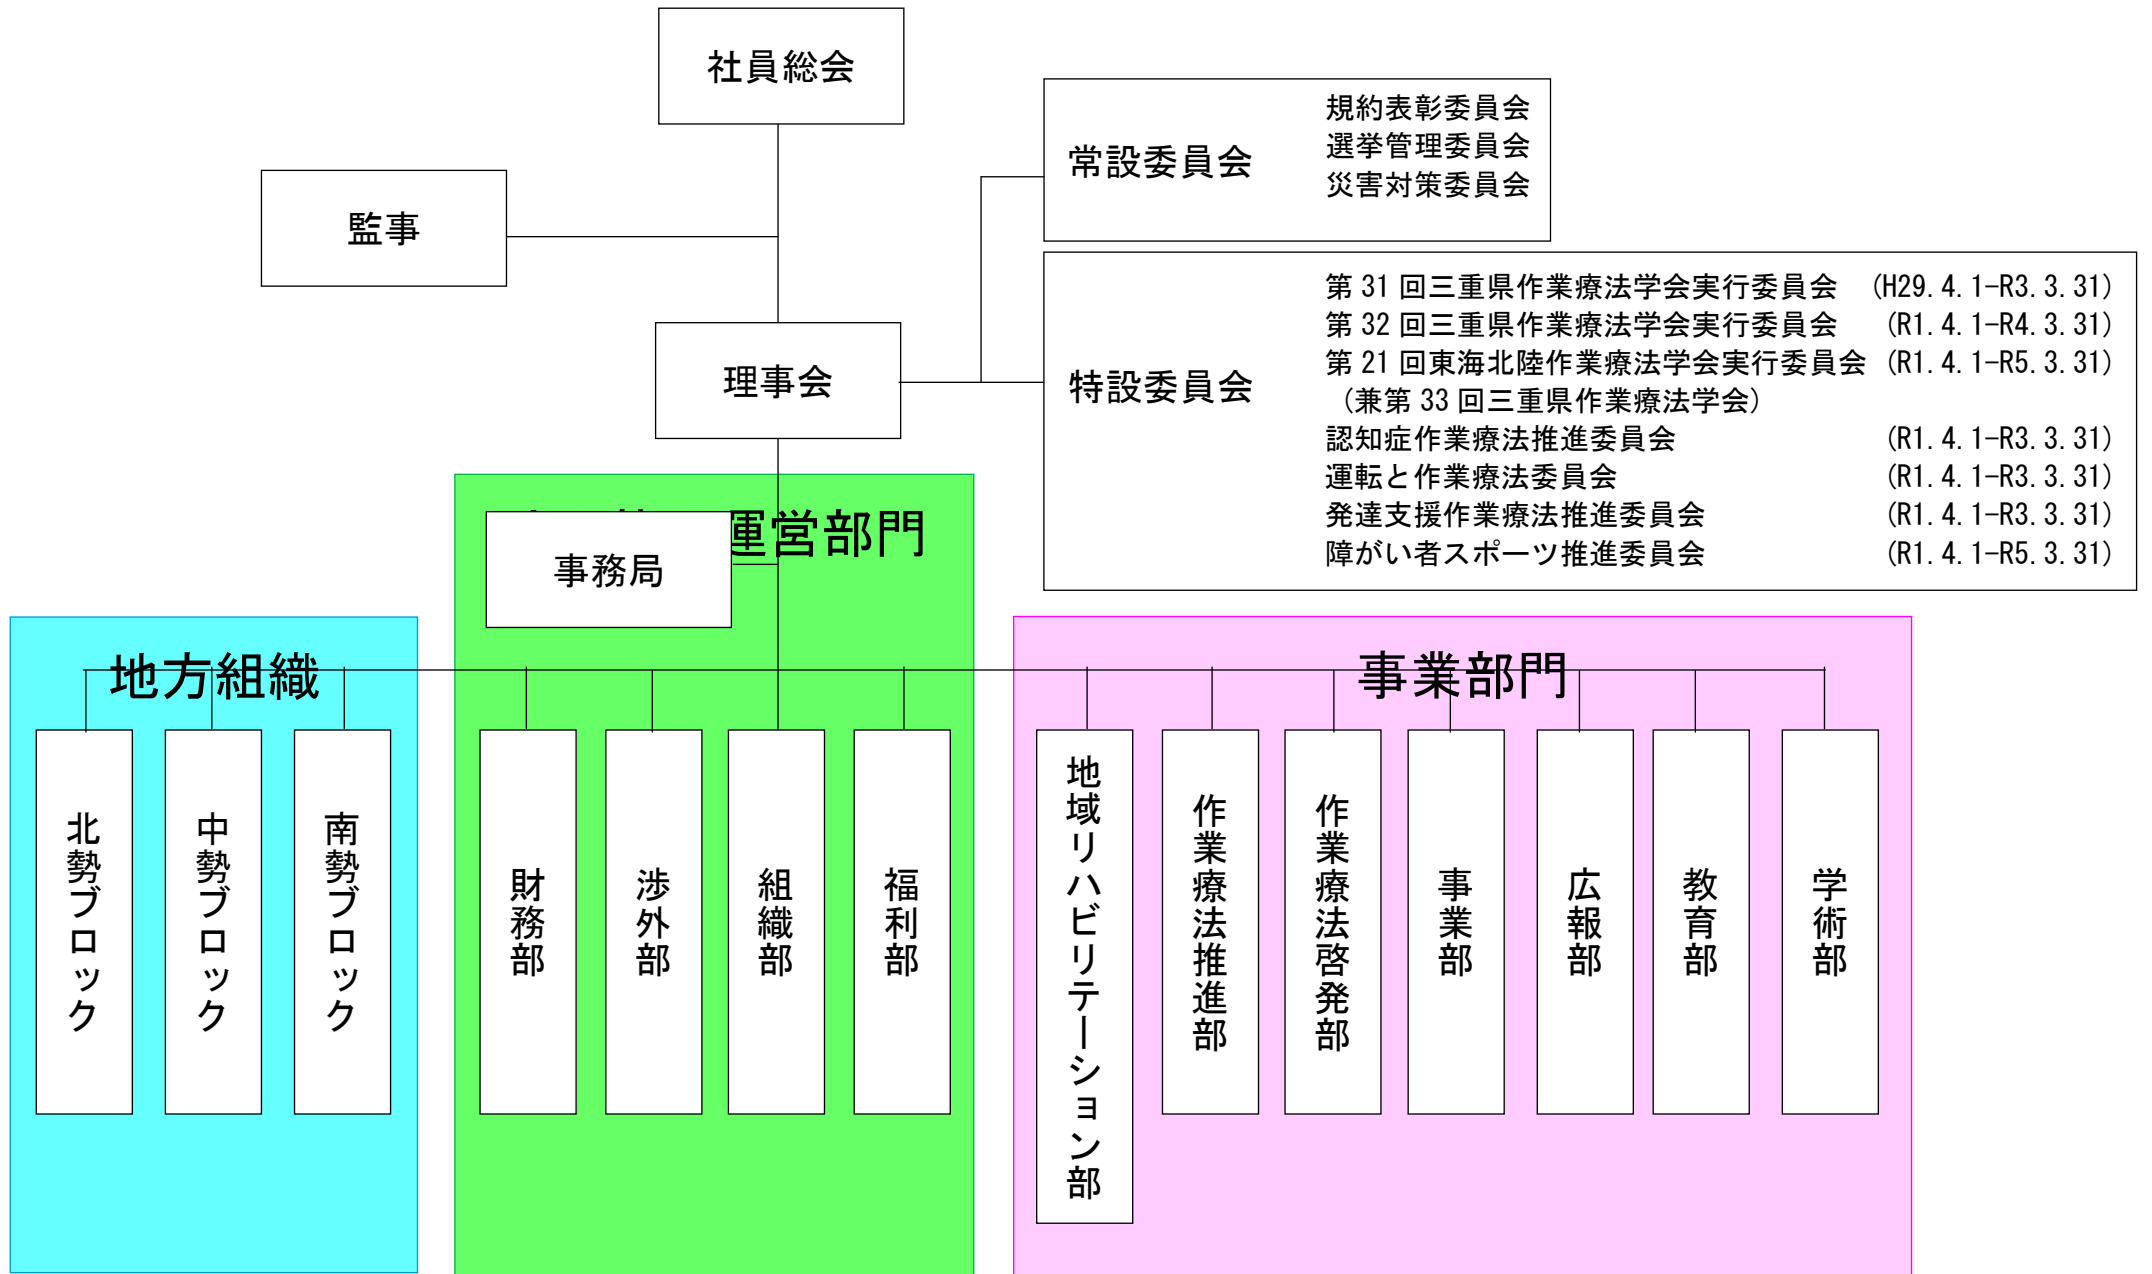 社員総会
監事
理事会
常設委員会
規約表彰委員会
選挙管理委員会
災害対策委員会
特設委員会
第31回三重県作業療法学会実行委員会 (H29.4.1-R3.3.31)
第32回三重県作業療法学会実行委員会 (R1.4.1-R4.3.31)
第21回東海北陸作業療法学会実行委員会 (R1.4.1-R5.3.31)
(兼第33回三重県作業療法学会)
認知症作業療法推進委員会 (R1.4.1-R3.3.31)
運転と作業療法委員会 (R1.4.1-R3.3.31)
発達支援作業療法推進委員会 (R1.4.1-R3.3.31)
障がい者スポーツ推進委員会 (R1.4.1-R5.3.31)
運営部門
事務局
地方組織
事業部門
北勢ブロック
中勢ブロック
南勢ブロック
財務部
渉外部
組織部
福利部
地域リハビリテーション部
作業療法推進部
作業療法啓発部
事業部
広報部
教育部
学術部